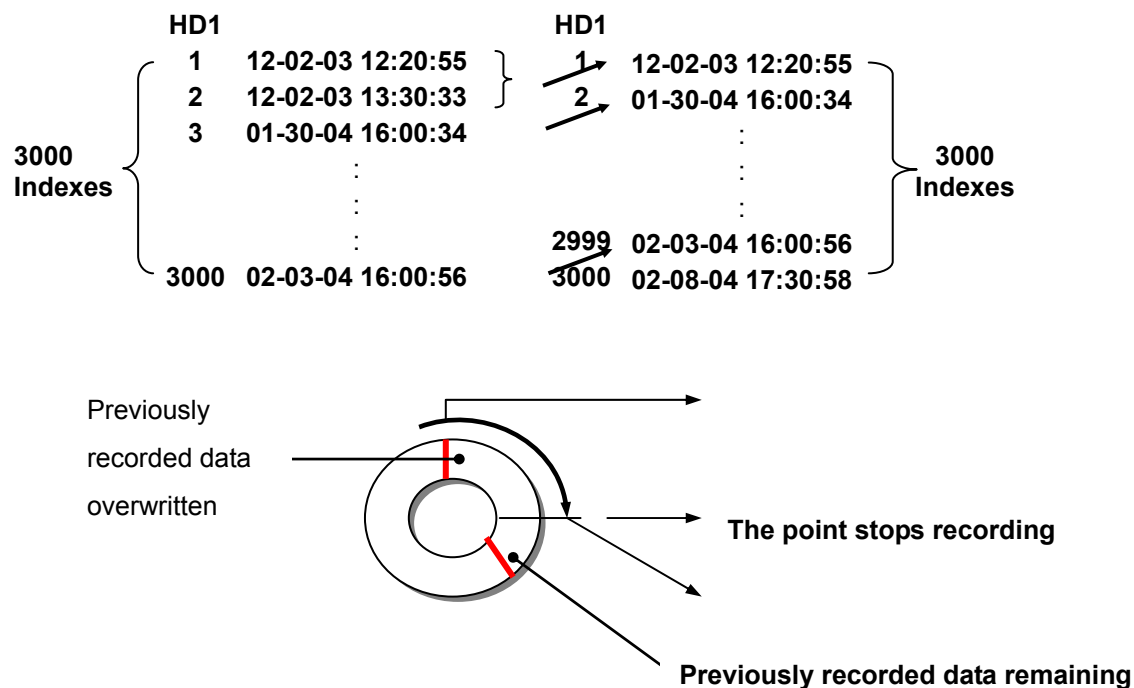 HD1 HD1
1 12-02-03 12:20:55 1 12-02-03 12:20:55
2 12-02-03 13:30:33 2 01-30-04 16:00:34
3 01-30-04 16:00:34
3000
Indexes
3000
Indexes
2999 02-03-04 16:00:56
3000 02-03-04 16:00:56 3000 02-08-04 17:30:58
Previously
recorded data
overwritten
The point stops recording
Previously recorded data remaining